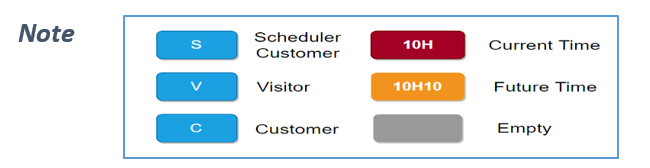 Note
S Scheduler Customer 10H Current Time
V Visitor 10H10 Future Time
C Customer Empty